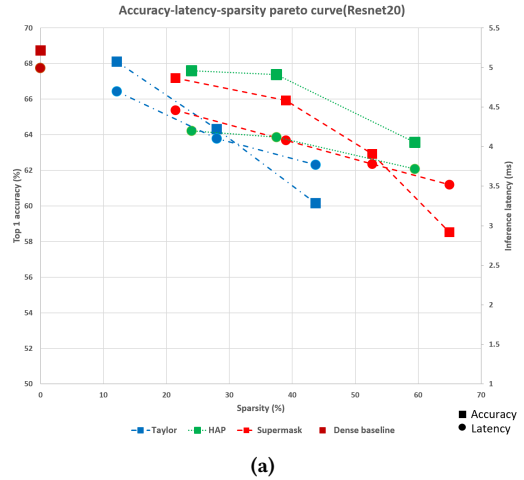 Accuracy-latency-sparsity pareto curve(Resnet20)
70
68
66
64
62
60
58
56
54
52
50
5.5
5
4.5
4
3.5
3
2.5
2
1.5
1
Top 1 accuracy (%)
Inference latency (ms)
0 10 20 30 40 50 60 70
Sparsity (%)
Taylor HAP Supermask Dense baseline
Accuracy
Latency
(a)